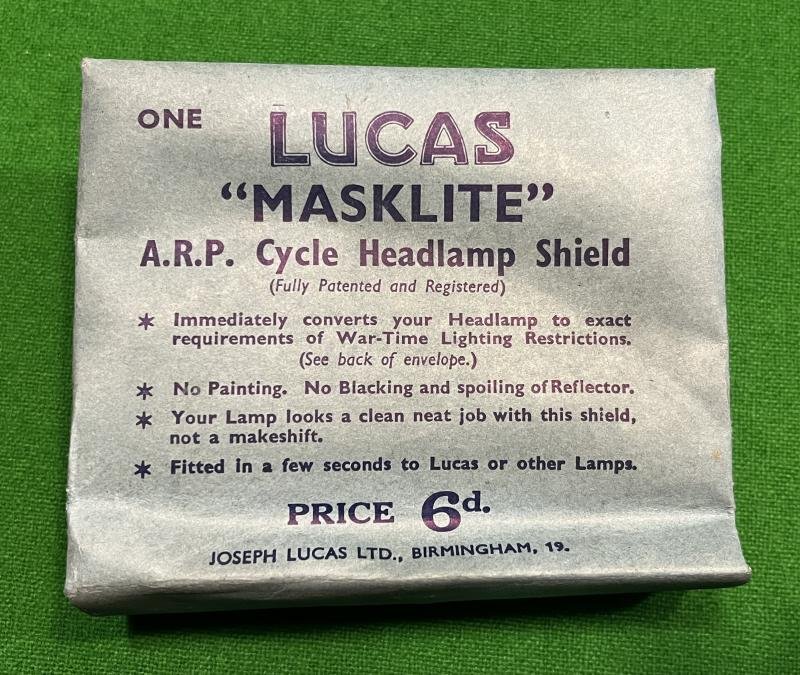 ONE LUCAS
“MASKLITE”
A.R.P. Cycle Headlamp Shield
(Fully Patented and Registered)
* Immediately converts your Headlamp to exact
requirements of War-Time Lighting Restrictions.
(See back of envelope.)
* No Painting. No Blacking and spoiling of Reflector.
* Your Lamp looks a clean neat job with this shield,
not a makeshift.
* Fitted in a few seconds to Lucas or other Lamps.
PRICE 6d.
JOSEPH LUCAS LTD., BIRMINGHAM, 19.